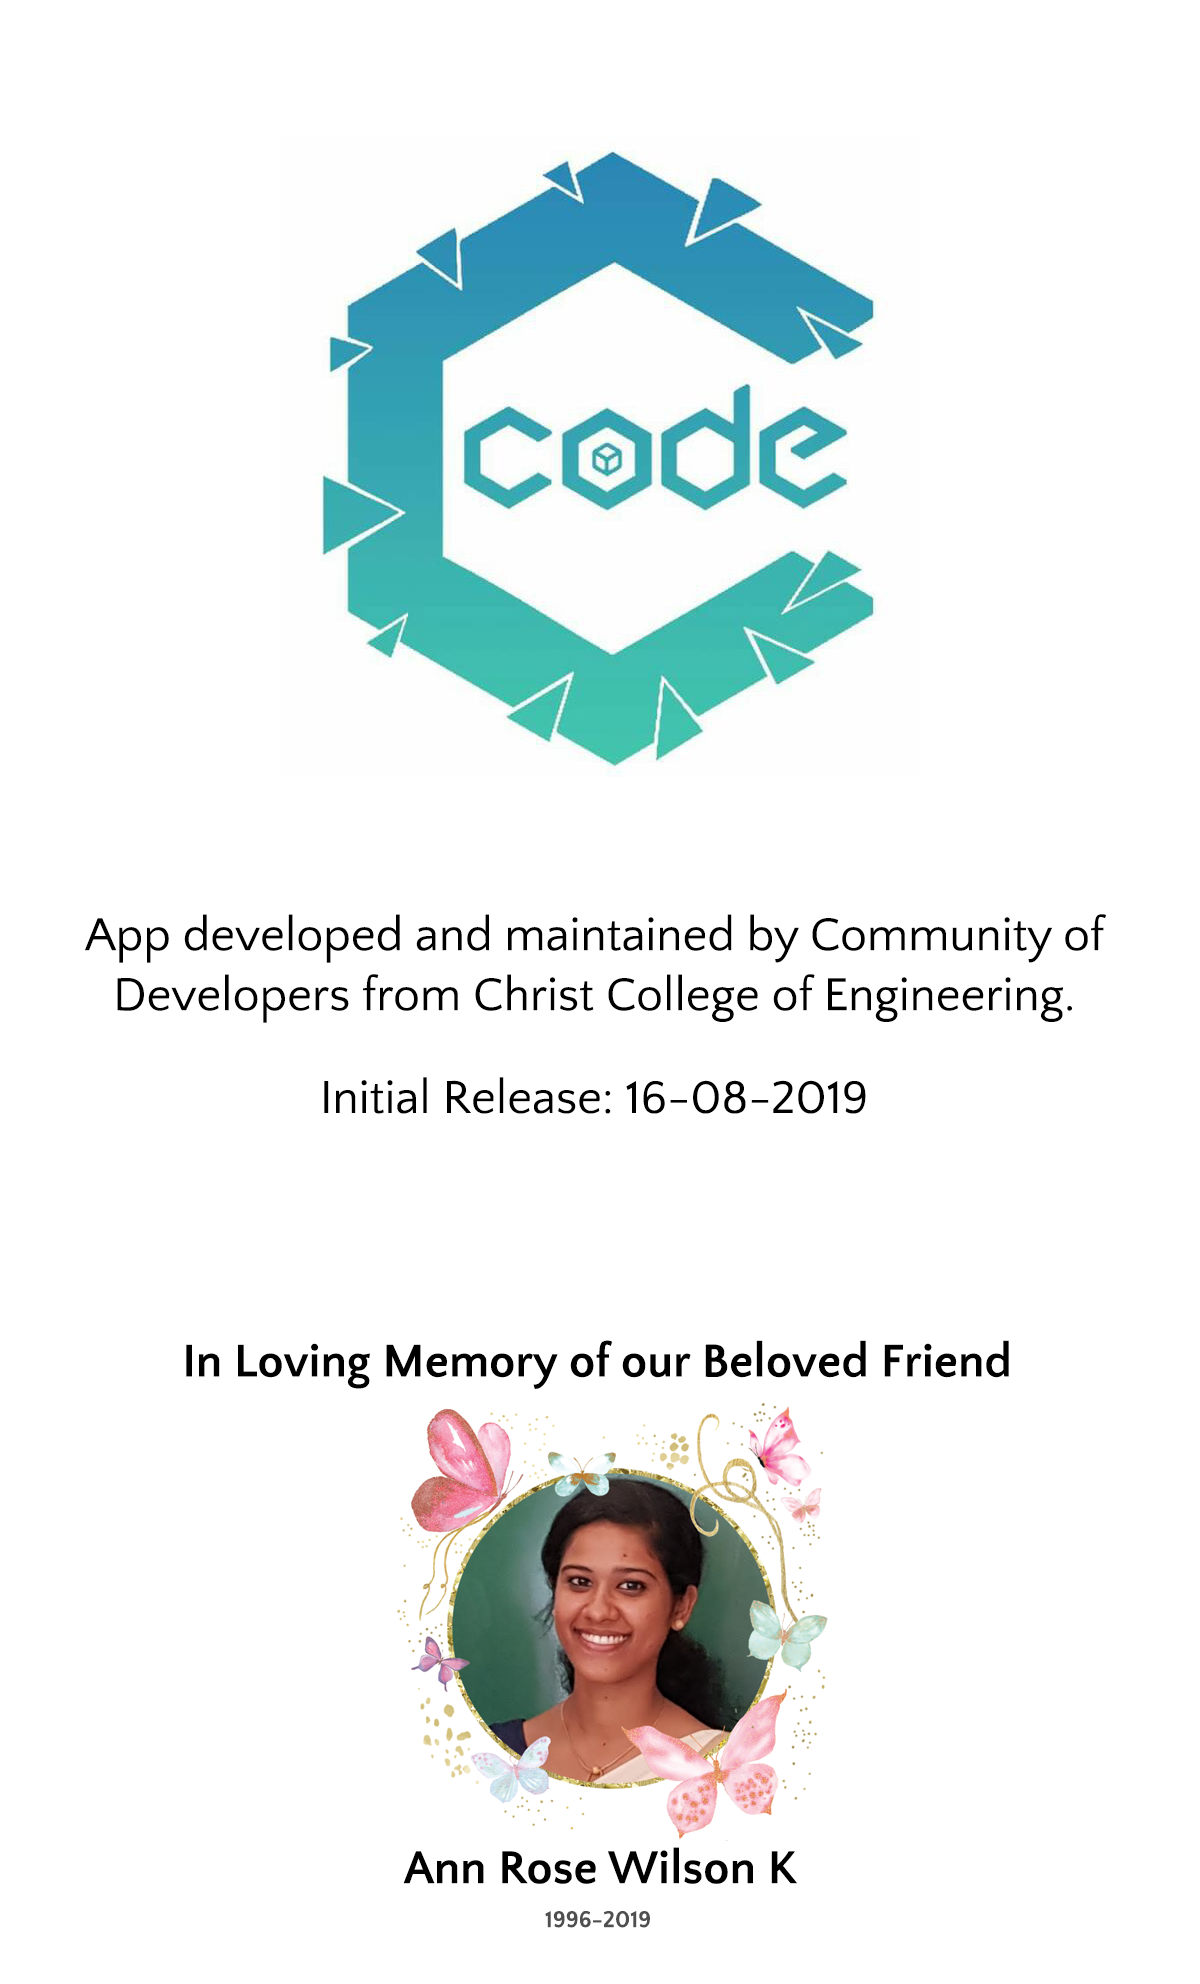 code
App developed and maintained by Community of
Developers from Christ College of Engineering.
Initial Release: 16-08-2019
In Loving Memory of our Beloved Friend
Ann Rose Wilson K
1996-2019